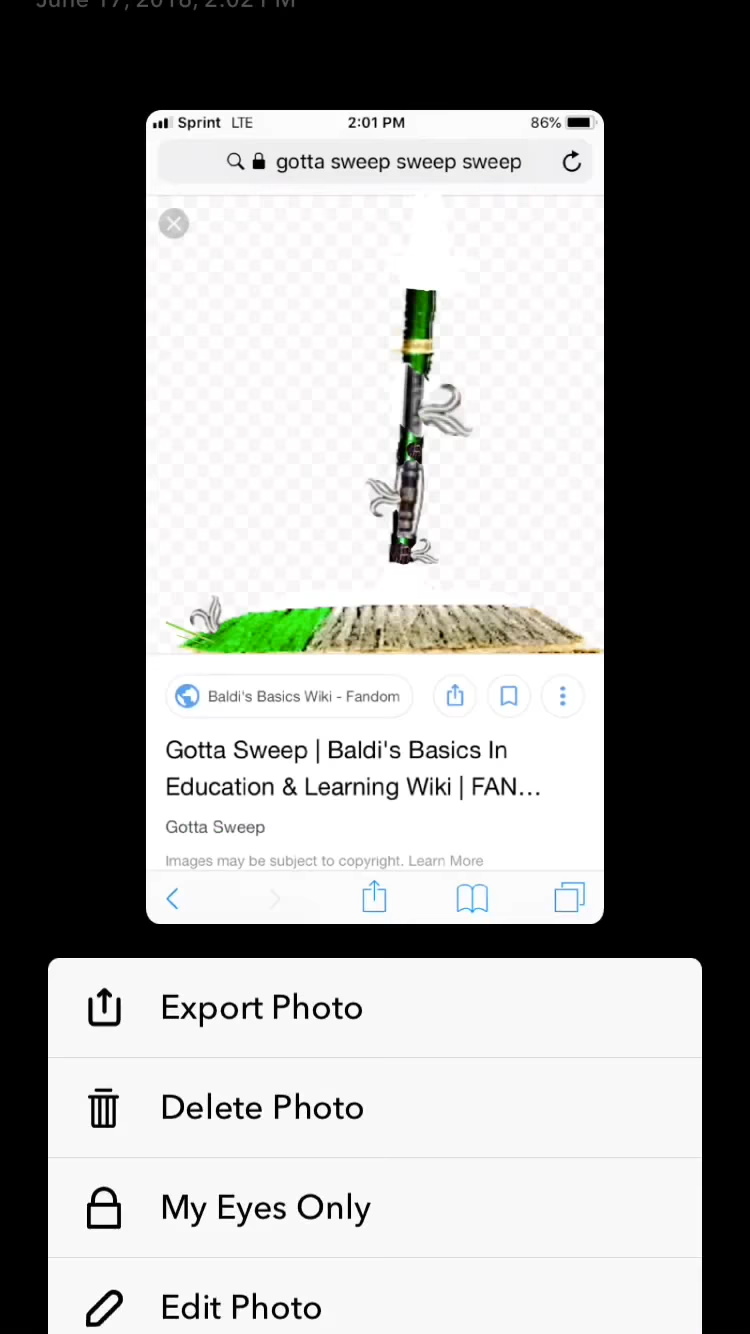 June 17, 2018, 2:02 PM
Sprint LTE 2:01 PM 86%
gotta sweep sweep sweep
Baldi's Basics Wiki - Fandom
Gotta Sweep | Baldi's Basics In
Education & Learning Wiki | FAN...
Gotta Sweep
Images may be subject to copyright. Learn More
Export Photo
Delete Photo
My Eyes Only
Edit Photo